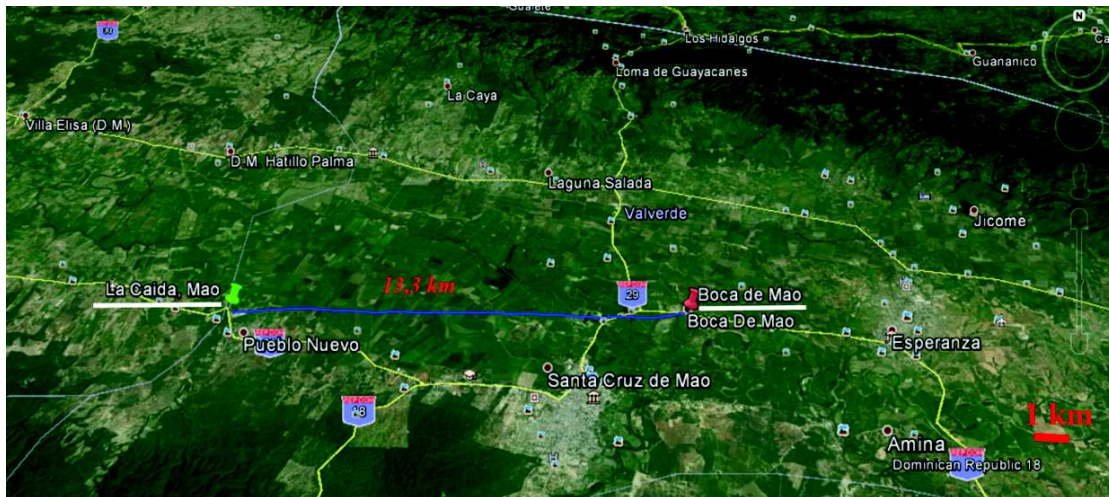 Gualete
N
Los Hidalgos
Guananico
Loma de Guayacanes
La Caya
Villa Elisa (D.M.)
D.M. Hatillo Palma
Laguna Salada
Valverde
Jicome
La Caida, Mao
13,3 km
29
Boca de Mao
Boca De Mao
Pueblo Nuevo
Esperanza
Santa Cruz de Mao
18
1 km
Amina
Dominican Republic 18